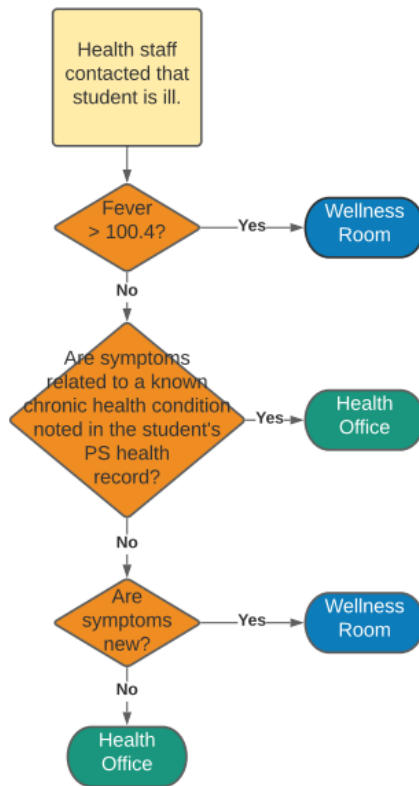 Health staff
contacted that
student is ill.
Fever
> 100.4?
Yes
Wellness
Room
No
Are symptoms
related to a known
chronic health condition
noted in the student's
PS health
record?
Yes
Health
Office
No
Are
symptoms
new?
Yes
Wellness
Room
No
Health
Office